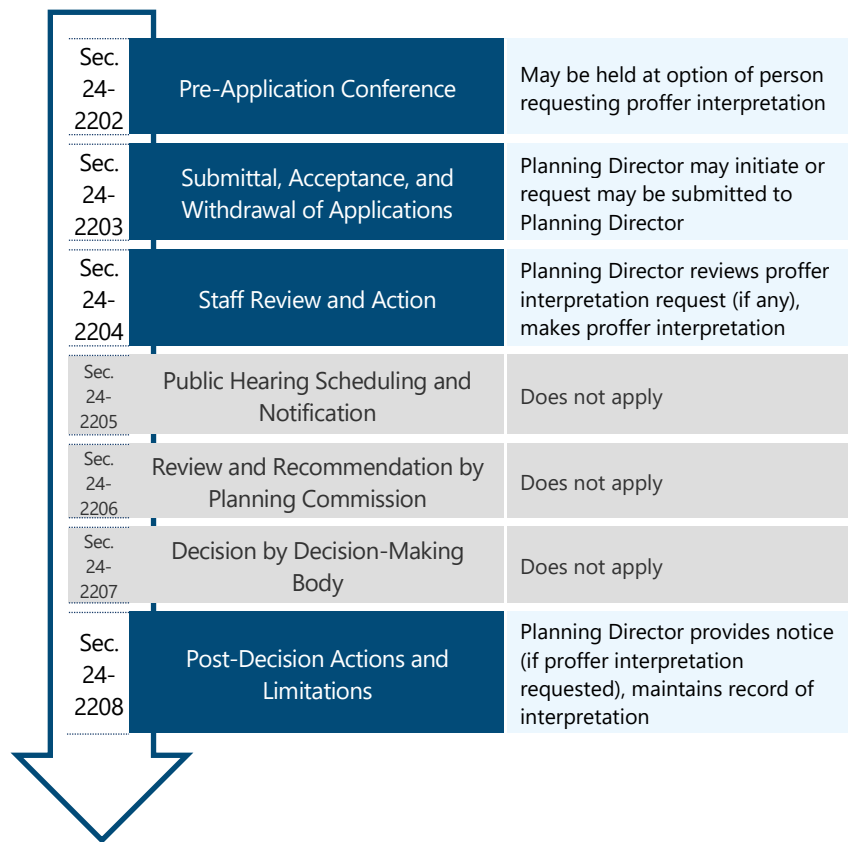 Sec.
24-
2202
Pre-Application Conference
May be held at option of person
requesting proffer interpretation
Sec.
24-
2203
Submittal, Acceptance, and
Withdrawal of Applications
Planning Director may initiate or
request may be submitted to
Planning Director
Sec.
24-
2204
Staff Review and Action
Planning Director reviews proffer
interpretation request (if any),
makes proffer interpretation
Sec.
24-
2205
Public Hearing Scheduling and
Notification
Does not apply
Sec.
24-
2206
Review and Recommendation by
Planning Commission
Does not apply
Sec.
24-
2207
Decision by Decision-Making
Body
Does not apply
Sec.
24-
2208
Post-Decision Actions and
Limitations
Planning Director provides notice
(if proffer interpretation
requested), maintains record of
interpretation